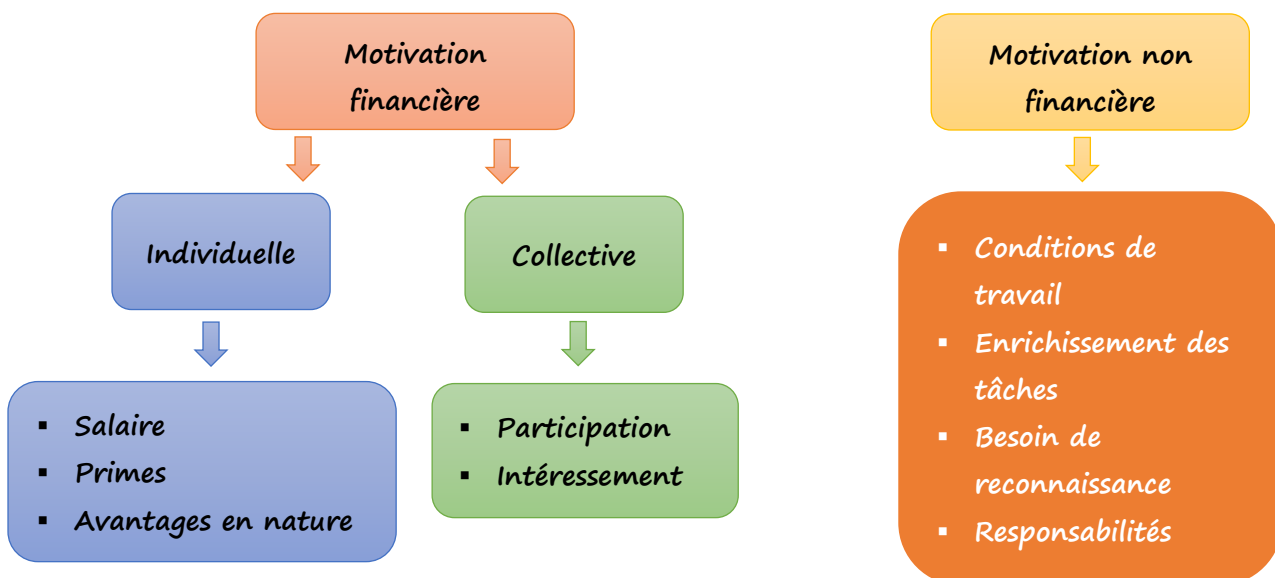 Motivation
financière
Motivation non
financière
Individuelle
Collective
▪ Salaire
▪ Primes
▪ Avantages en nature
▪ Participation
▪ Intéressement
▪ Conditions de
travail
▪ Enrichissement des
tâches
▪ Besoin de
reconnaissance
▪ Responsabilités